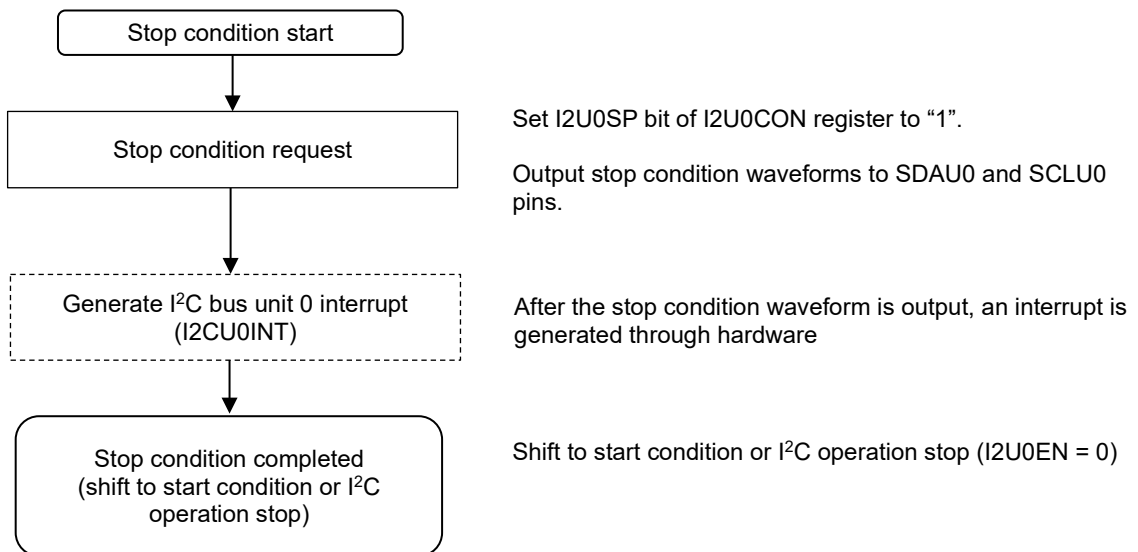 Stop condition start
Stop condition request
Set I2U0SP bit of I2U0CON register to “1”.
Output stop condition waveforms to SDAU0 and SCLU0
pins.
Generate I²C bus unit 0 interrupt
(I2CU0INT)
After the stop condition waveform is output, an interrupt is
generated through hardware
Stop condition completed
(shift to start condition or I²C
operation stop)
Shift to start condition or I²C operation stop (I2U0EN = 0)